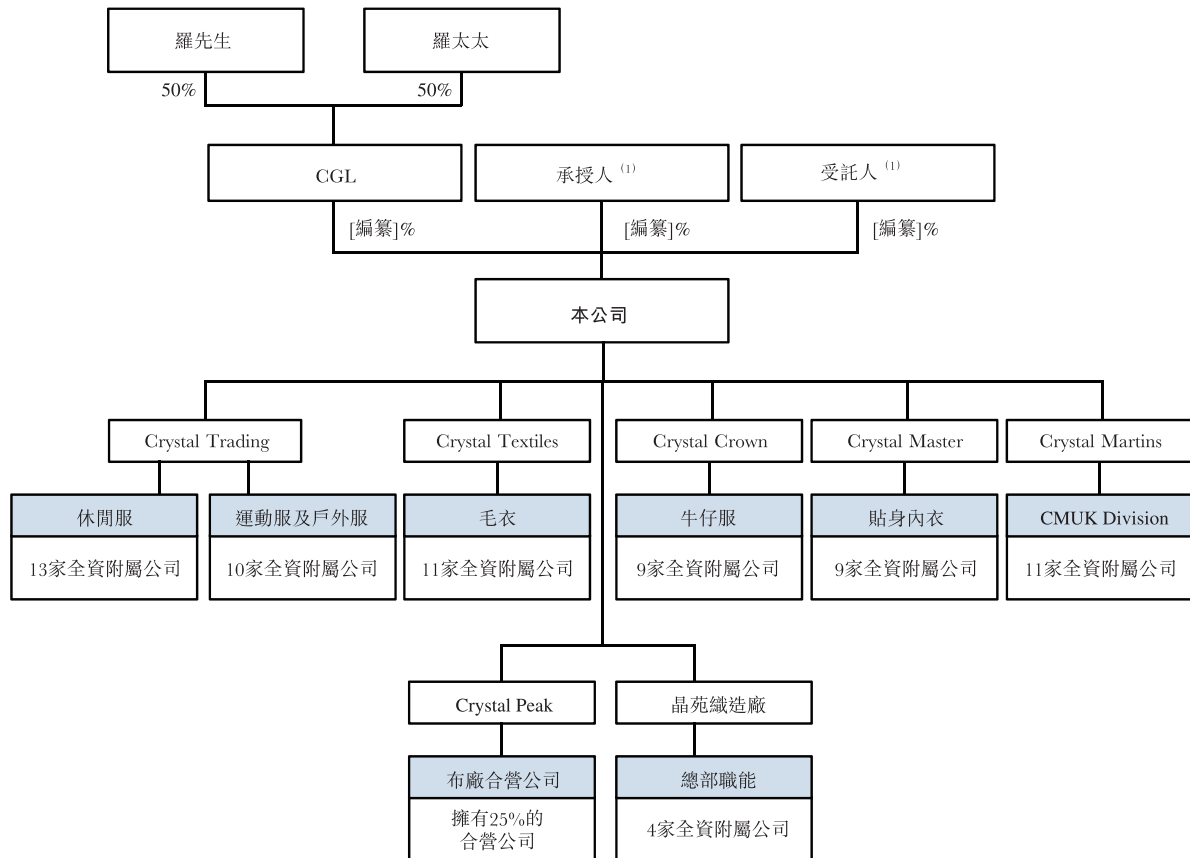 羅先生
羅太太
50%
50%
CGL
承授人 (1)
受託人 (1)
[編纂]%
[編纂]%
[編纂]%
本公司
Crystal Trading
Crystal Textiles
Crystal Crown
Crystal Master
Crystal Martins
休閒服
運動服及戶外服
毛衣
牛仔服
貼身內衣
CMUK Division
13家全資附屬公司
10家全資附屬公司
11家全資附屬公司
9家全資附屬公司
9家全資附屬公司
11家全資附屬公司
Crystal Peak
晶苑織造廠
布廠合營公司
總部職能
擁有25%的
合營公司
4家全資附屬公司